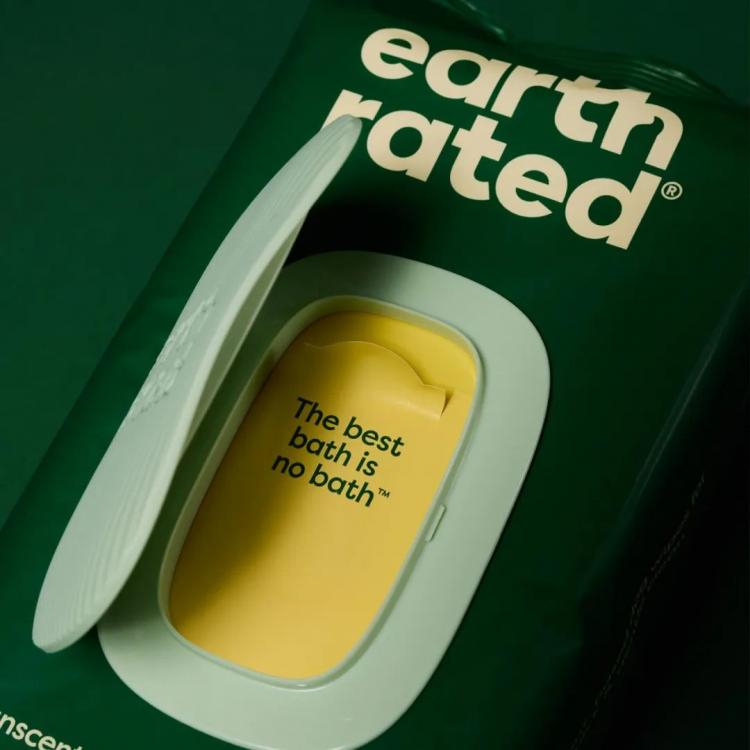 earth
rated®
The best
bath is
no bath™